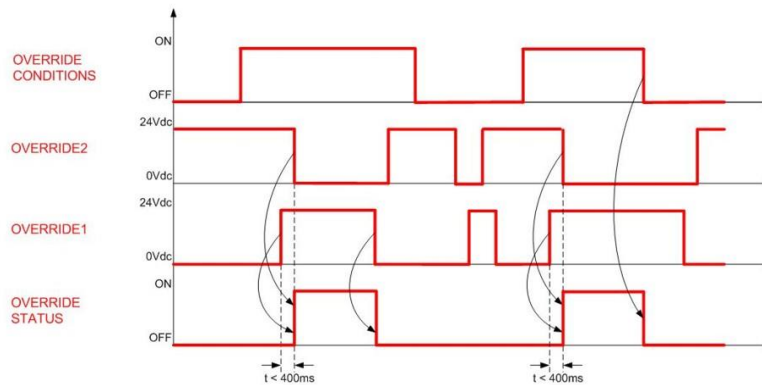 ON
OVERRIDE
CONDITIONS
OFF
24Vdc
OVERRIDE2
0Vdc
24Vdc
OVERRIDE1
0Vdc
ON
OVERRIDE
STATUS
OFF
t < 400ms
t < 400ms